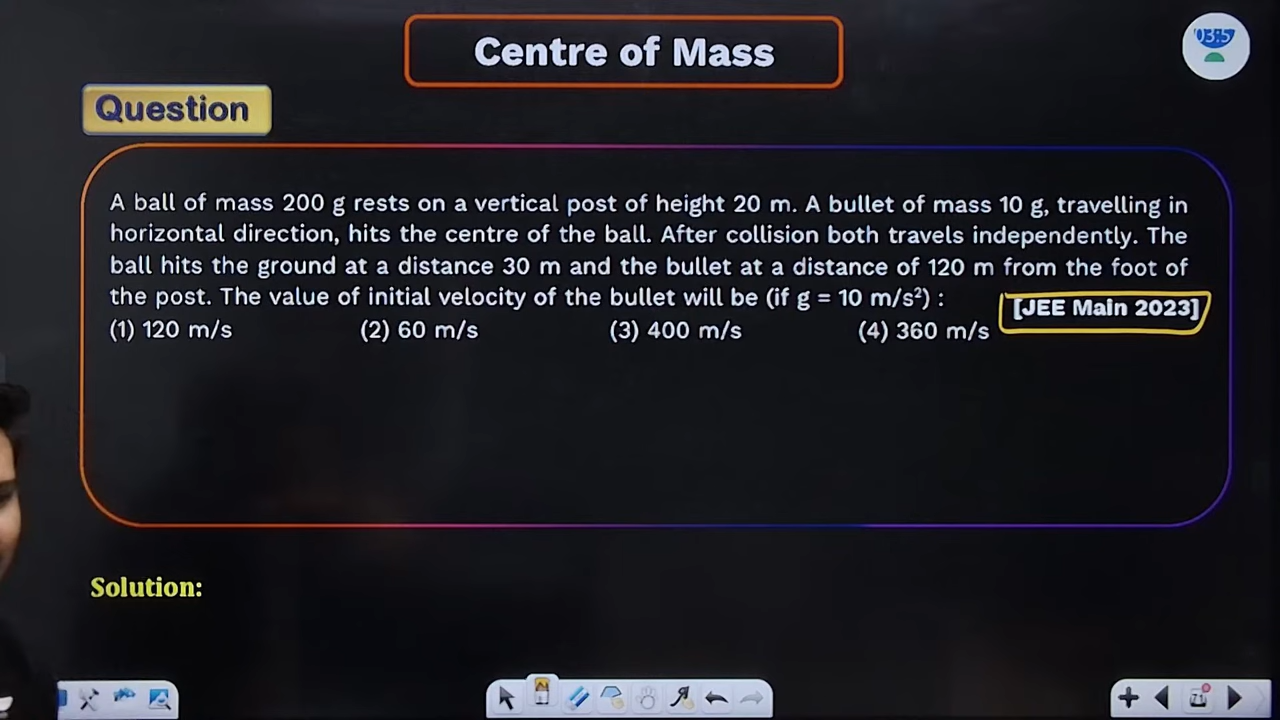 Centre of Mass
Question
A ball of mass 200 g rests on a vertical post of height 20 m. A bullet of mass 10 g, travelling in
horizontal direction, hits the centre of the ball. After collision both travels independently. The
ball hits the ground at a distance 30 m and the bullet at a distance of 120 m from the foot of
the post. The value of initial velocity of the bullet will be (if g = 10 m/s²) :
[JEE Main 2023]
(1) 120 m/s (2) 60 m/s (3) 400 m/s (4) 360 m/s
Solution: